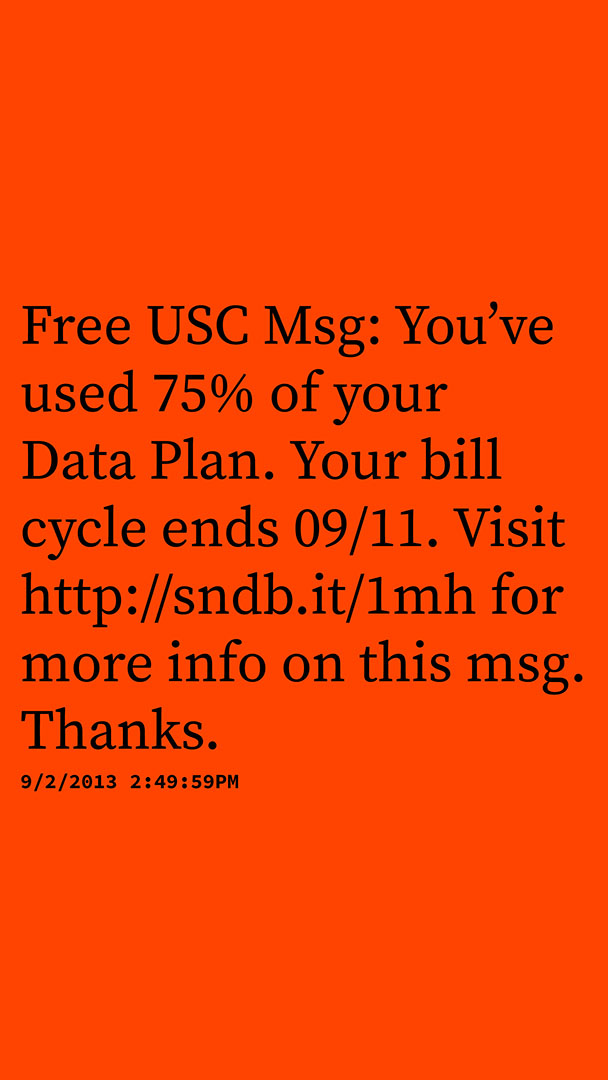 Free USC Msg: You’ve
used 75% of your
Data Plan. Your bill
cycle ends 09/11. Visit
http://sndb.it/1mh for
more info on this msg.
Thanks.
9/2/2013 2:49:59PM